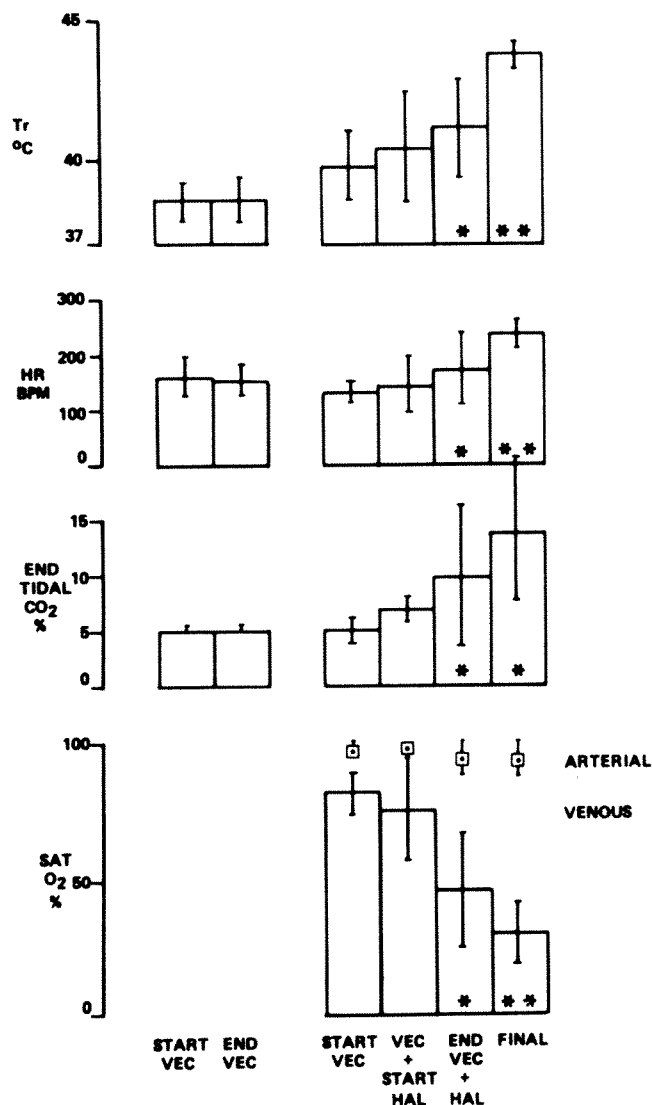 45
Tr
°C
40
37
* * *
300
HR
BPM
200
100
0
* * *
15
END
TIDAL
CO2
%
10
5
0
* *
100
ARTERIAL
VENOUS
SAT
O2 50
%
0
* * *
START
VEC
END
VEC
START
VEC
VEC
+
START
HAL
END
VEC
+
HAL
FINAL